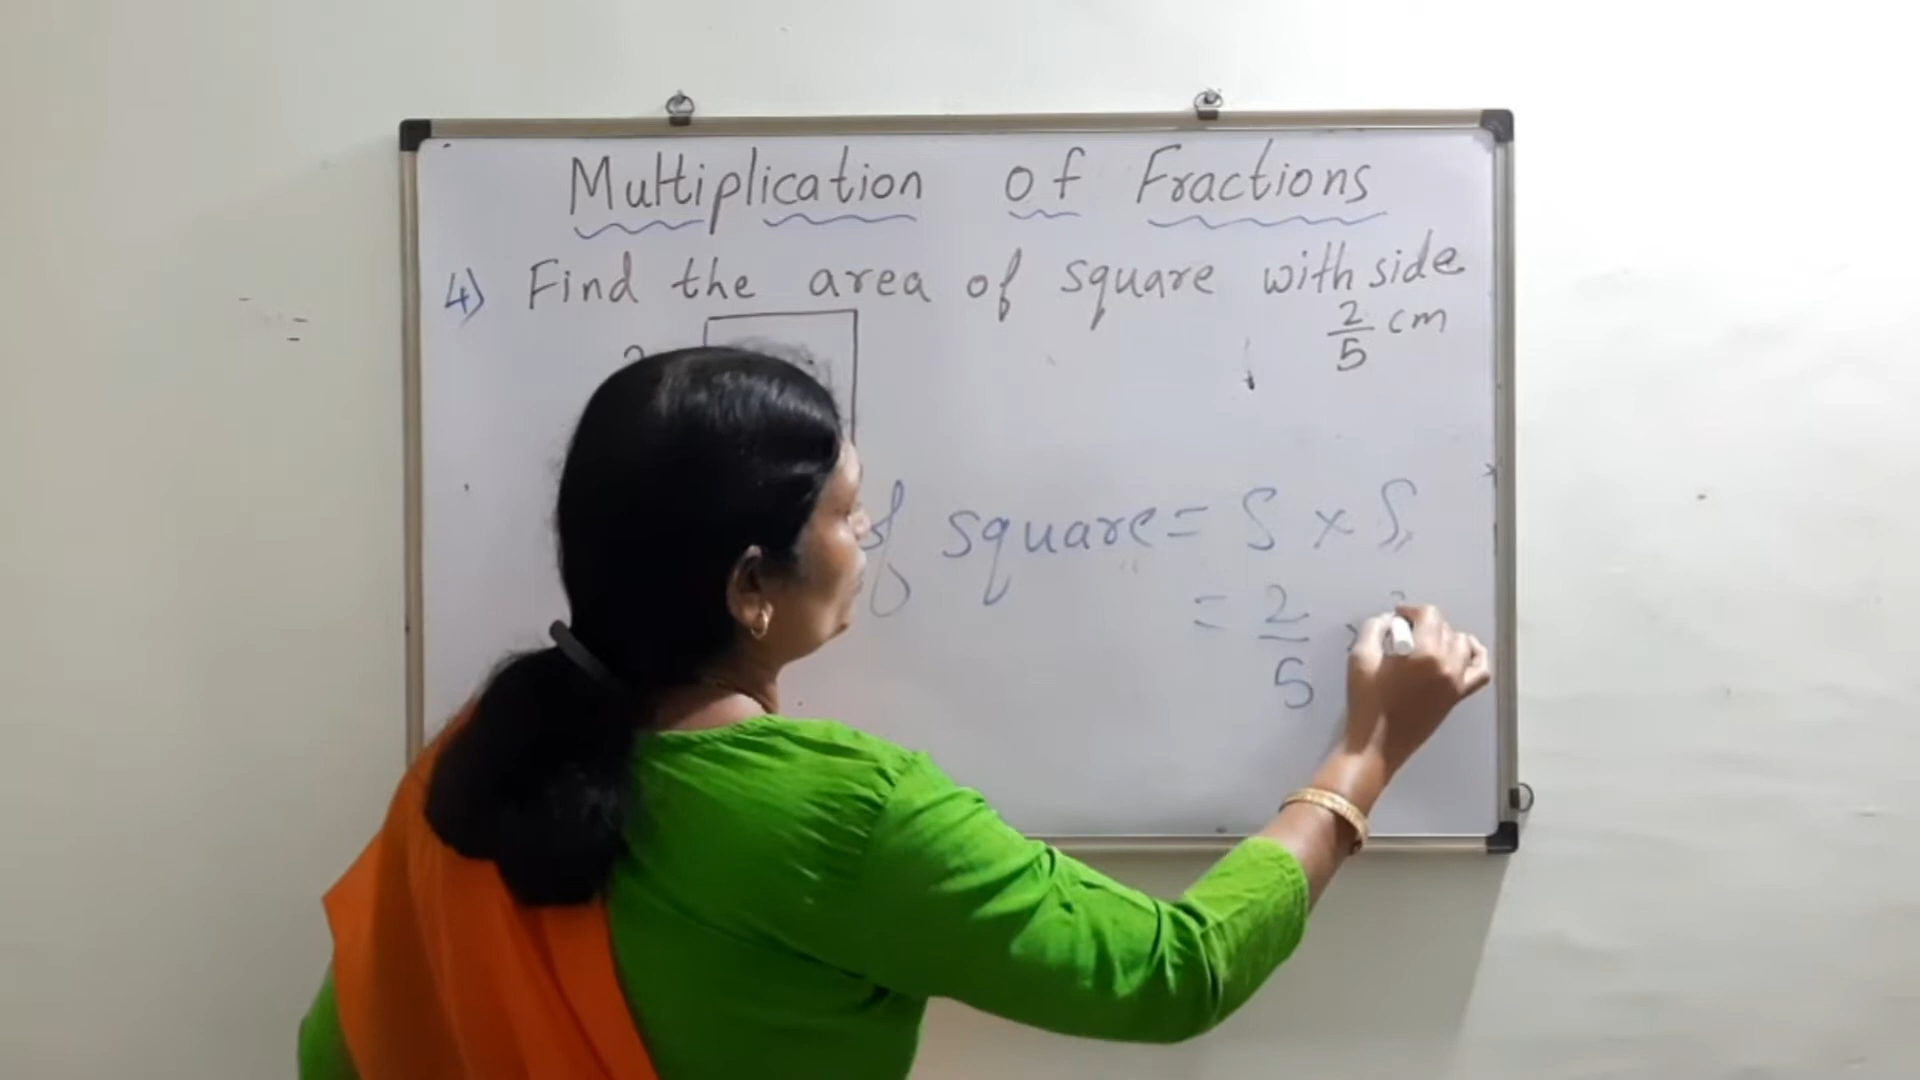 Multiplication of Fractions
4) Find the area of square with side
2/5 cm
of square = S × S
= 2/5 ×